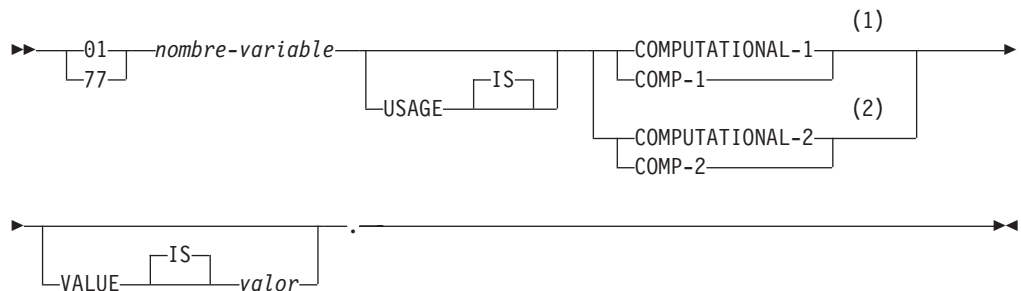 (1)
01 nombre-variable IS COMPUTATIONAL-1
77 USAGE COMP-1
(2)
COMPUTATIONAL-2
COMP-2
.
IS
VALUE valor